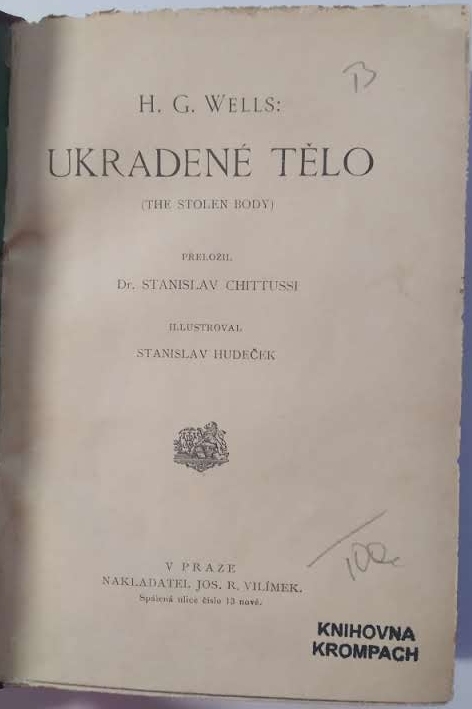 B
H. G. WELLS:
UKRADENÉ TĚLO
(THE STOLEN BODY)
PŘELOŽIL
Dr. STANISLAV CHITTUSSI
ILLUSTROVAL
STANISLAV HUDEČEK
V PRAZE
NAKLADATEL JOS. R. VILÍMEK.
Spálená ulice číslo 13 nové.
KNIHOVNA
KROMPACH